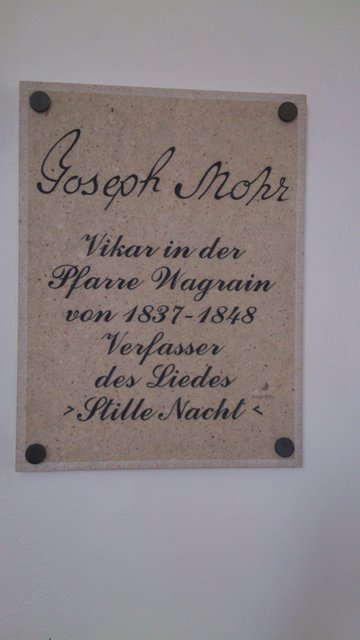 Joseph Mohr
Vikar in der
Pfarre Wagrain
von 1837-1848
Verfasser
des Liedes
>Stille Nacht<